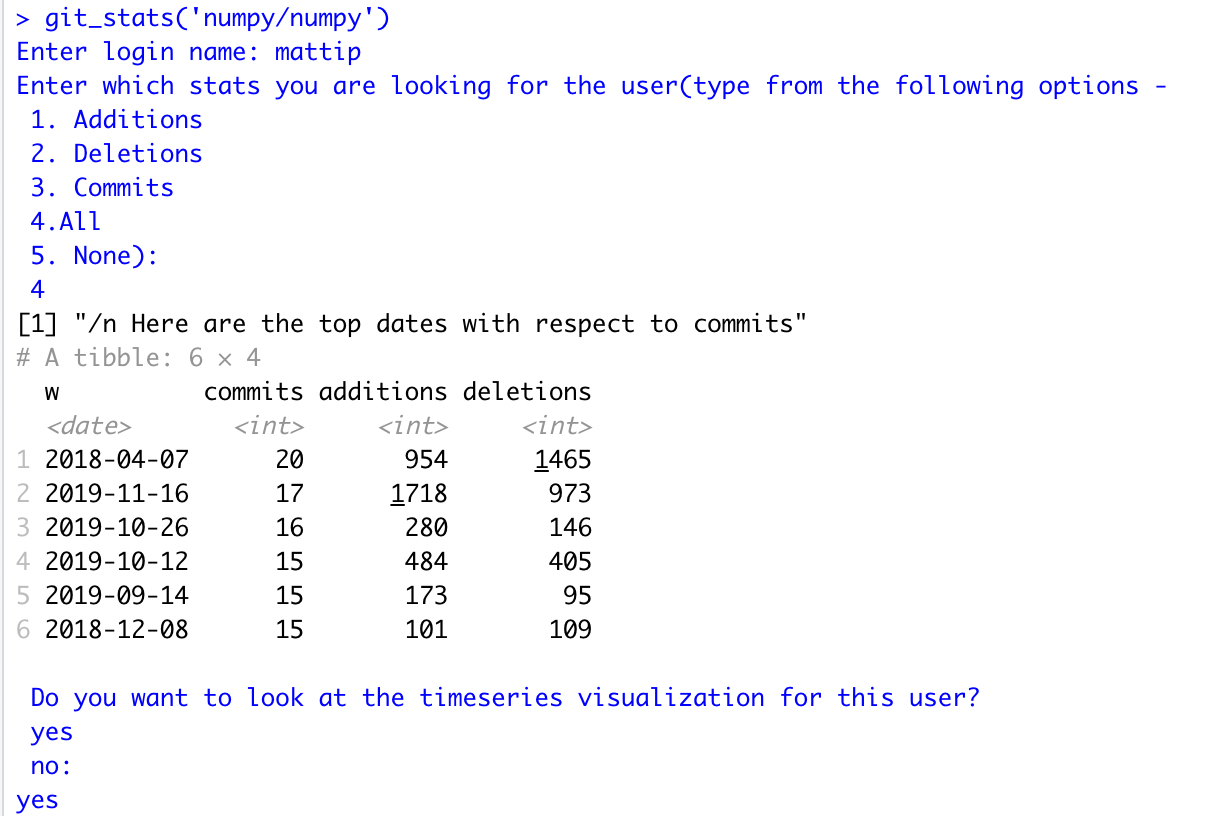 > git_stats('numpy/numpy')
Enter login name: mattip
Enter which stats you are looking for the user(type from the following options -
 1. Additions
 2. Deletions
 3. Commits
 4.All
 5. None):
 4
[1] "/n Here are the top dates with respect to commits"
# A tibble: 6 × 4
  w          commits additions deletions
  <date>       <int>     <int>     <int>
1 2018-04-07      20       954      1465
2 2019-11-16      17      1718       973
3 2019-10-26      16       280       146
4 2019-10-12      15       484       405
5 2019-09-14      15       173        95
6 2018-12-08      15       101       109
 Do you want to look at the timeseries visualization for this user?
 yes
 no:
yes